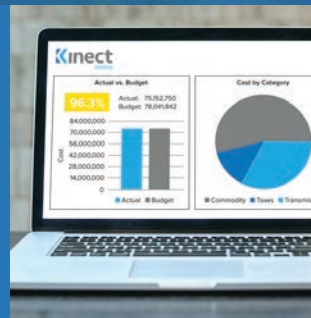 Kinect
Actual vs. Budget
96.3%
Actual: 75,152,750
Budget: 78,041,842
84,000,000
70,000,000
56,000,000
42,000,000
28,000,000
14,000,000
0
Cost
Actual Budget
Cost by Category
Commodity Taxes Transmis